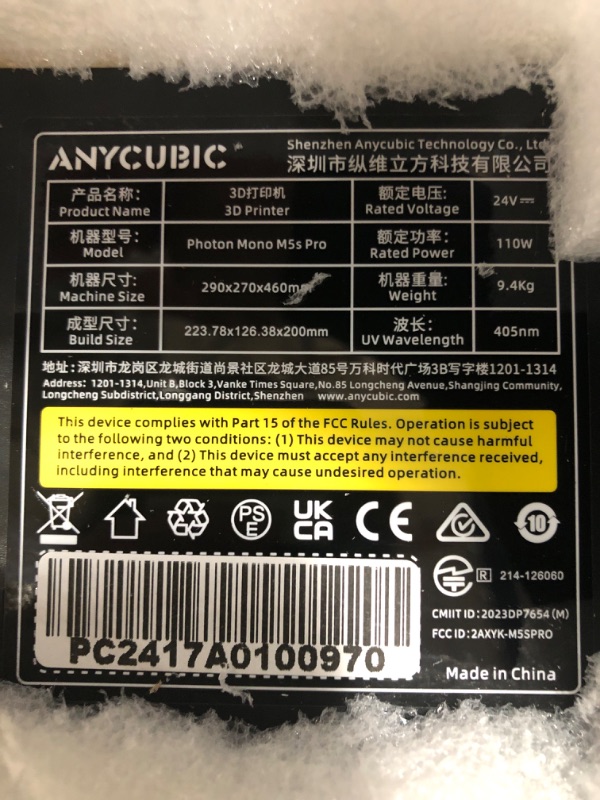 ANYCUBIC
Shenzhen Anycubic Technology Co., Ltd
深圳市纵维立方科技有限公司
产品名称: 3D打印机 额定电压: 24V⎓
Product Name 3D Printer Rated Voltage
机器型号: Photon Mono M5s Pro 额定功率: 110W
Model Rated Power
机器尺寸: 290x270x460mm 机器重量: 9.4Kg
Machine Size Weight
成型尺寸: 223.78x126.38x200mm 波长: 405nm
Build Size UV Wavelength
地址:深圳市龙岗区龙城街道尚景社区龙城大道85号万科时代广场3B写字楼1201-1314
Address: 1201-1314,Unit B,Block 3,Vanke Times Square,No.85 Longcheng Avenue,Shangjing Community,
Longcheng Subdistrict,Longgang District,Shenzhen www.anycubic.com
This device complies with Part 15 of the FCC Rules. Operation is subject
to the following two conditions: (1) This device may not cause harmful
interference, and (2) This device must accept any interference received,
including interference that may cause undesired operation.
PS E UK CA CE 10
R 214-126060
CMIIT ID:2023DP7654 (M)
FCC ID:2AXYK-M5SPRO
PC2417A0100970
Made in China